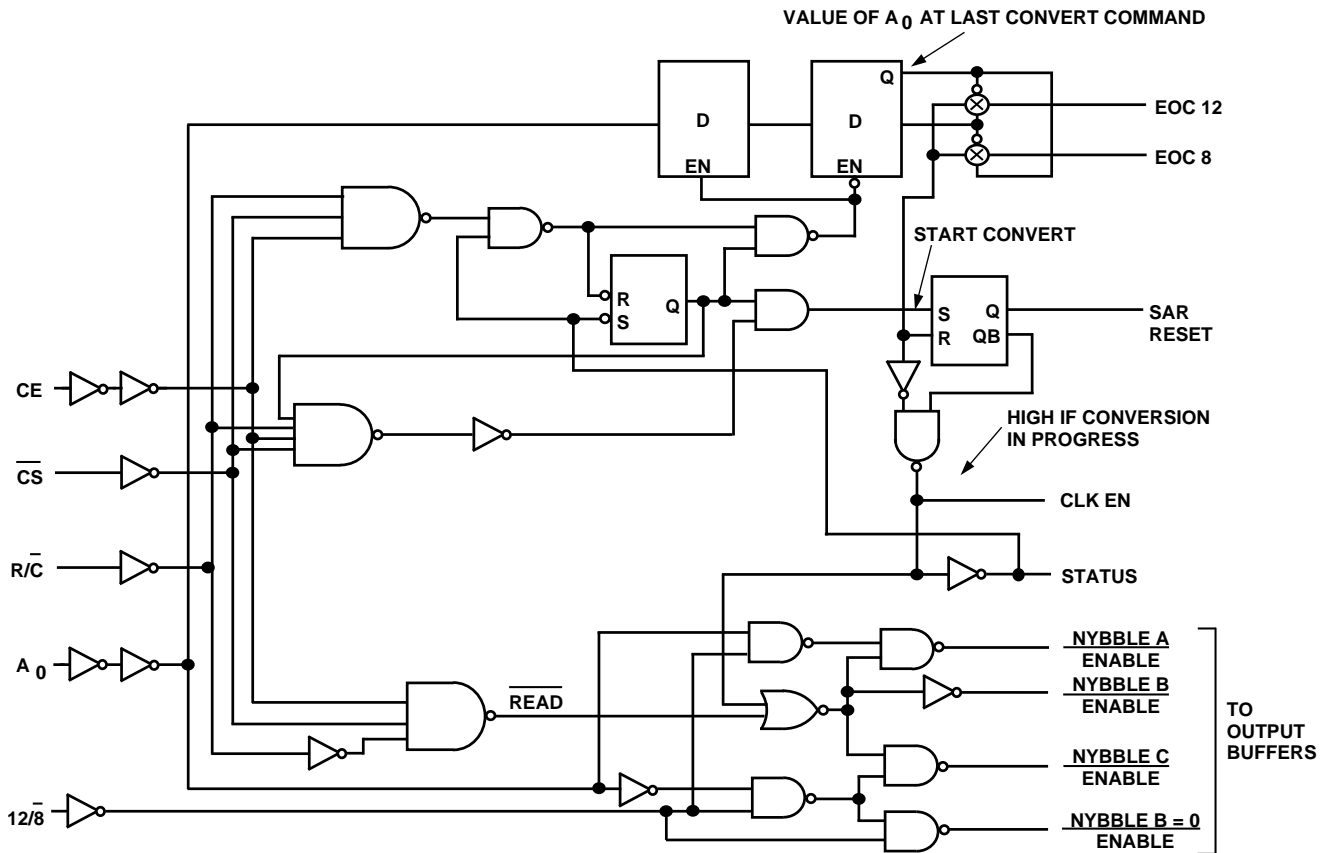 VALUE OF A0 AT LAST CONVERT COMMAND
Q
D
EN
D
EN
EOC 12
EOC 8
START CONVERT
R
S
Q
S
R
Q
QB
SAR
RESET
CE
C̅S̅
HIGH IF CONVERSION
IN PROGRESS
CLK EN
R/C̅
STATUS
A0
R̅E̅A̅D̅
NYBBLE A
ENABLE
NYBBLE B
ENABLE
NYBBLE C
ENABLE
NYBBLE B = 0
ENABLE
TO
OUTPUT
BUFFERS
12/8̅